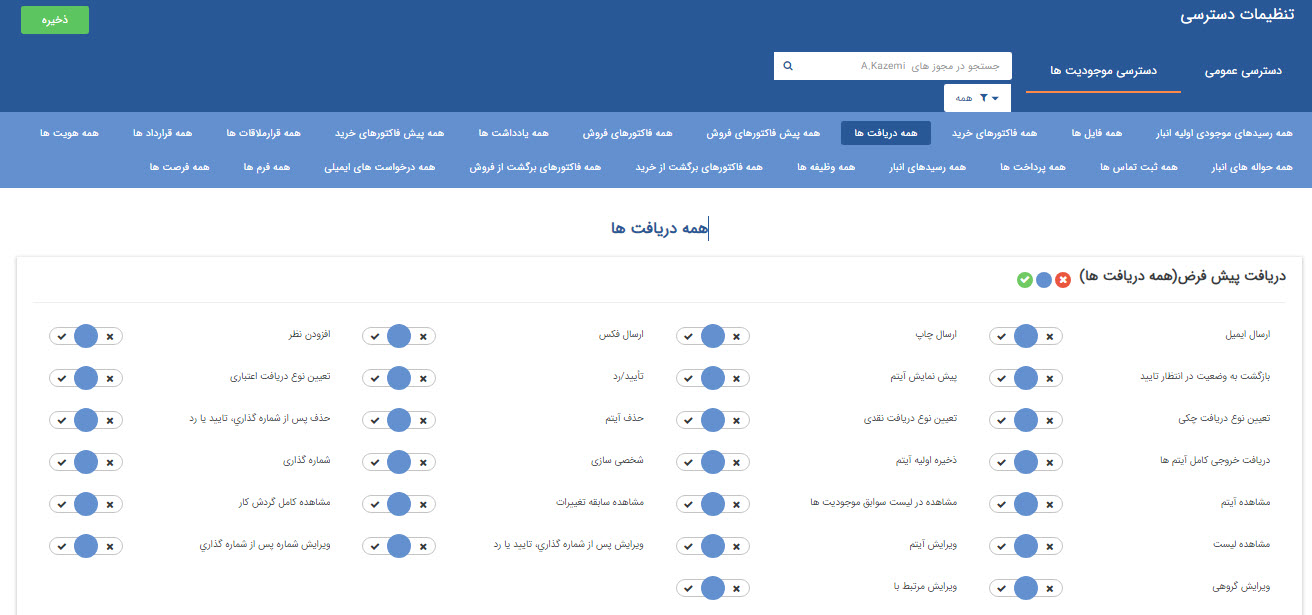 تنظیمات دسترسی
ذخیره
دسترسی عمومی
دسترسی موجودیت ها
جستجو در مجوز های A.Kazemi
همه
همه رسیدهای موجودی اولیه انبار
همه فایل ها
همه فاکتورهای خرید
همه دریافت ها
همه پیش فاکتورهای فروش
همه فاکتورهای فروش
همه یادداشت ها
همه پیش فاکتورهای خرید
همه قرارملاقات ها
همه قرارداد ها
همه هویت ها
همه حواله های انبار
همه ثبت تماس ها
همه پرداخت ها
همه رسیدهای انبار
همه وظیفه ها
همه فاکتورهای برگشت از خرید
همه فاکتورهای برگشت از فروش
همه درخواست های ایمیلی
همه فرم ها
همه فرصت ها
همه دریافت ها
دریافت پیش فرض(همه دریافت ها)
ارسال ایمیل
ارسال چاپ
ارسال فکس
افزودن نظر
بازگشت به وضعیت در انتظار تایید
پیش نمایش آیتم
تأیید/رد
تعیین نوع دریافت اعتباری
تعیین نوع دریافت چکی
تعیین نوع دریافت نقدی
حذف آیتم
حذف پس از شماره گذاري، تایید یا رد
دریافت خروجی کامل آیتم ها
ذخیره اولیه آیتم
شخصی سازی
شماره گذاری
مشاهده آیتم
مشاهده در لیست سوابق موجودیت ها
مشاهده سابقه تغییرات
مشاهده کامل گردش کار
مشاهده لیست
ویرایش آیتم
ویرایش پس از شماره گذاري، تایید یا رد
ویرایش شماره پس از شماره گذاري
ویرایش گروهی
ویرایش مرتبط با